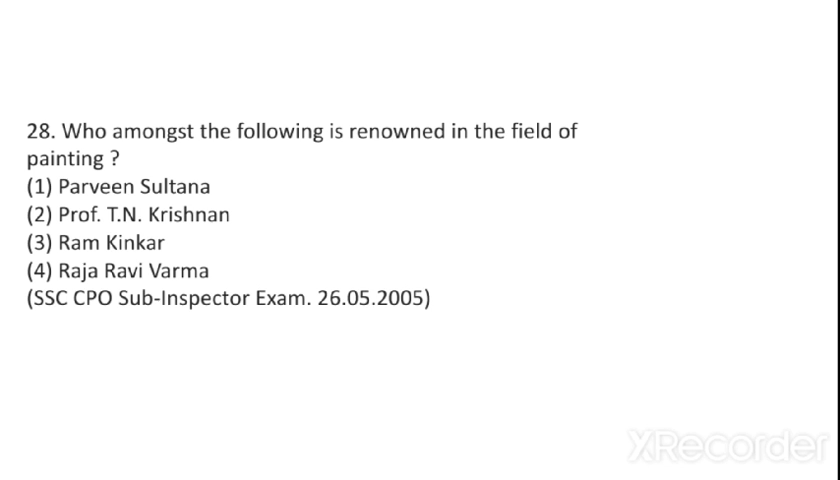 28. Who amongst the following is renowned in the field of
painting ?
(1) Parveen Sultana
(2) Prof. T.N. Krishnan
(3) Ram Kinkar
(4) Raja Ravi Varma
(SSC CPO Sub-Inspector Exam. 26.05.2005)
XRecorder